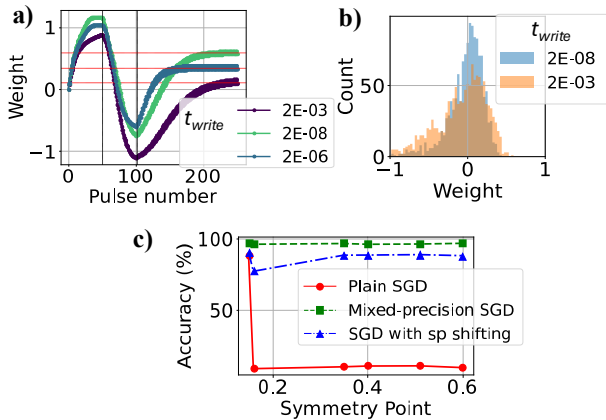 a)
1
0
−1
Weight
0
100
200
Pulse number
t_write
2E-03
2E-08
2E-06
b)
50
0
Count
−1
0
1
Weight
t_write
2E-08
2E-03
c)
100
50
Accuracy (%)
0.2
0.4
0.6
Symmetry Point
Plain SGD
Mixed-precision SGD
SGD with sp shifting